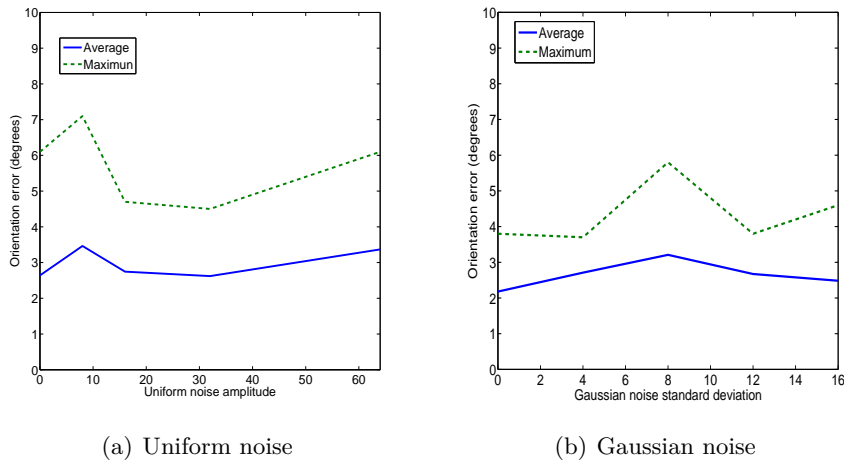 10
9
8
7
6
5
4
3
2
1
0
Orientation error (degrees)
Average
Maximun
0 10 20 30 40 50 60
Uniform noise amplitude
(a) Uniform noise
10
9
8
7
6
5
4
3
2
1
0
Orientation error (degrees)
Average
Maximum
0 2 4 6 8 10 12 14 16
Gaussian noise standard deviation
(b) Gaussian noise